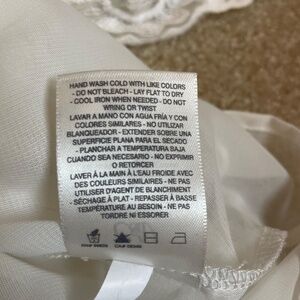 HAND WASH COLD WITH LIKE COLORS
- DO NOT BLEACH - LAY FLAT TO DRY
- COOL IRON WHEN NEEDED - DO NOT
WRING OR TWIST
LAVAR A MANO CON AGUA FRÍA Y CON
COLORES SIMILARES - NO UTILIZAR
BLANQUEADOR - EXTENDER SOBRE UNA
SUPERFICIE PLANA PARA EL SECADO
- PLANCHAR A TEMPERATURA BAJA
CUANDO SEA NECESARIO - NO EXPRIMIR
O RETORCER
LAVER À LA MAIN À L'EAU FROIDE AVEC
DES COULEURS SIMILAIRES - NE PAS
UTILISER D'AGENT DE BLANCHIMENT
- SÉCHAGE À PLAT - REPASSER À BASSE
TEMPÉRATURE AU BESOIN - NE PAS
TORDRE NI ESSORER